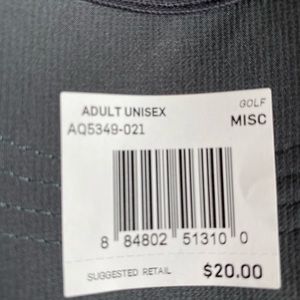 ADULT UNISEX GOLF
AQ5349-021 MISC
8 84802 51310 0
SUGGESTED RETAIL $20.00